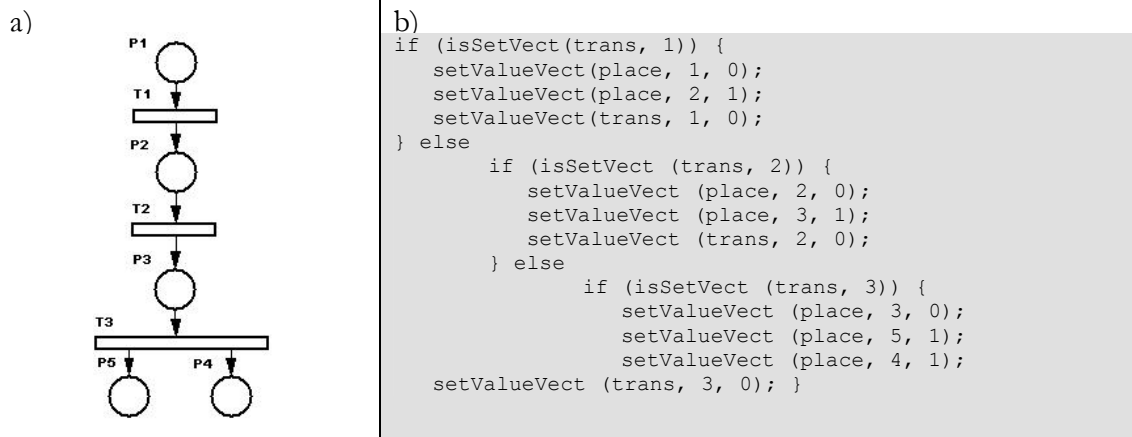 a)
P1
T1
P2
T2
P3
T3
P5 P4
b)
if (isSetVect(trans, 1)) {
setValueVect(place, 1, 0);
setValueVect(place, 2, 1);
setValueVect(trans, 1, 0);
} else
if (isSetVect (trans, 2)) {
setValueVect (place, 2, 0);
setValueVect (place, 3, 1);
setValueVect (trans, 2, 0);
} else
if (isSetVect (trans, 3)) {
setValueVect (place, 3, 0);
setValueVect (place, 5, 1);
setValueVect (place, 4, 1);
setValueVect (trans, 3, 0); }